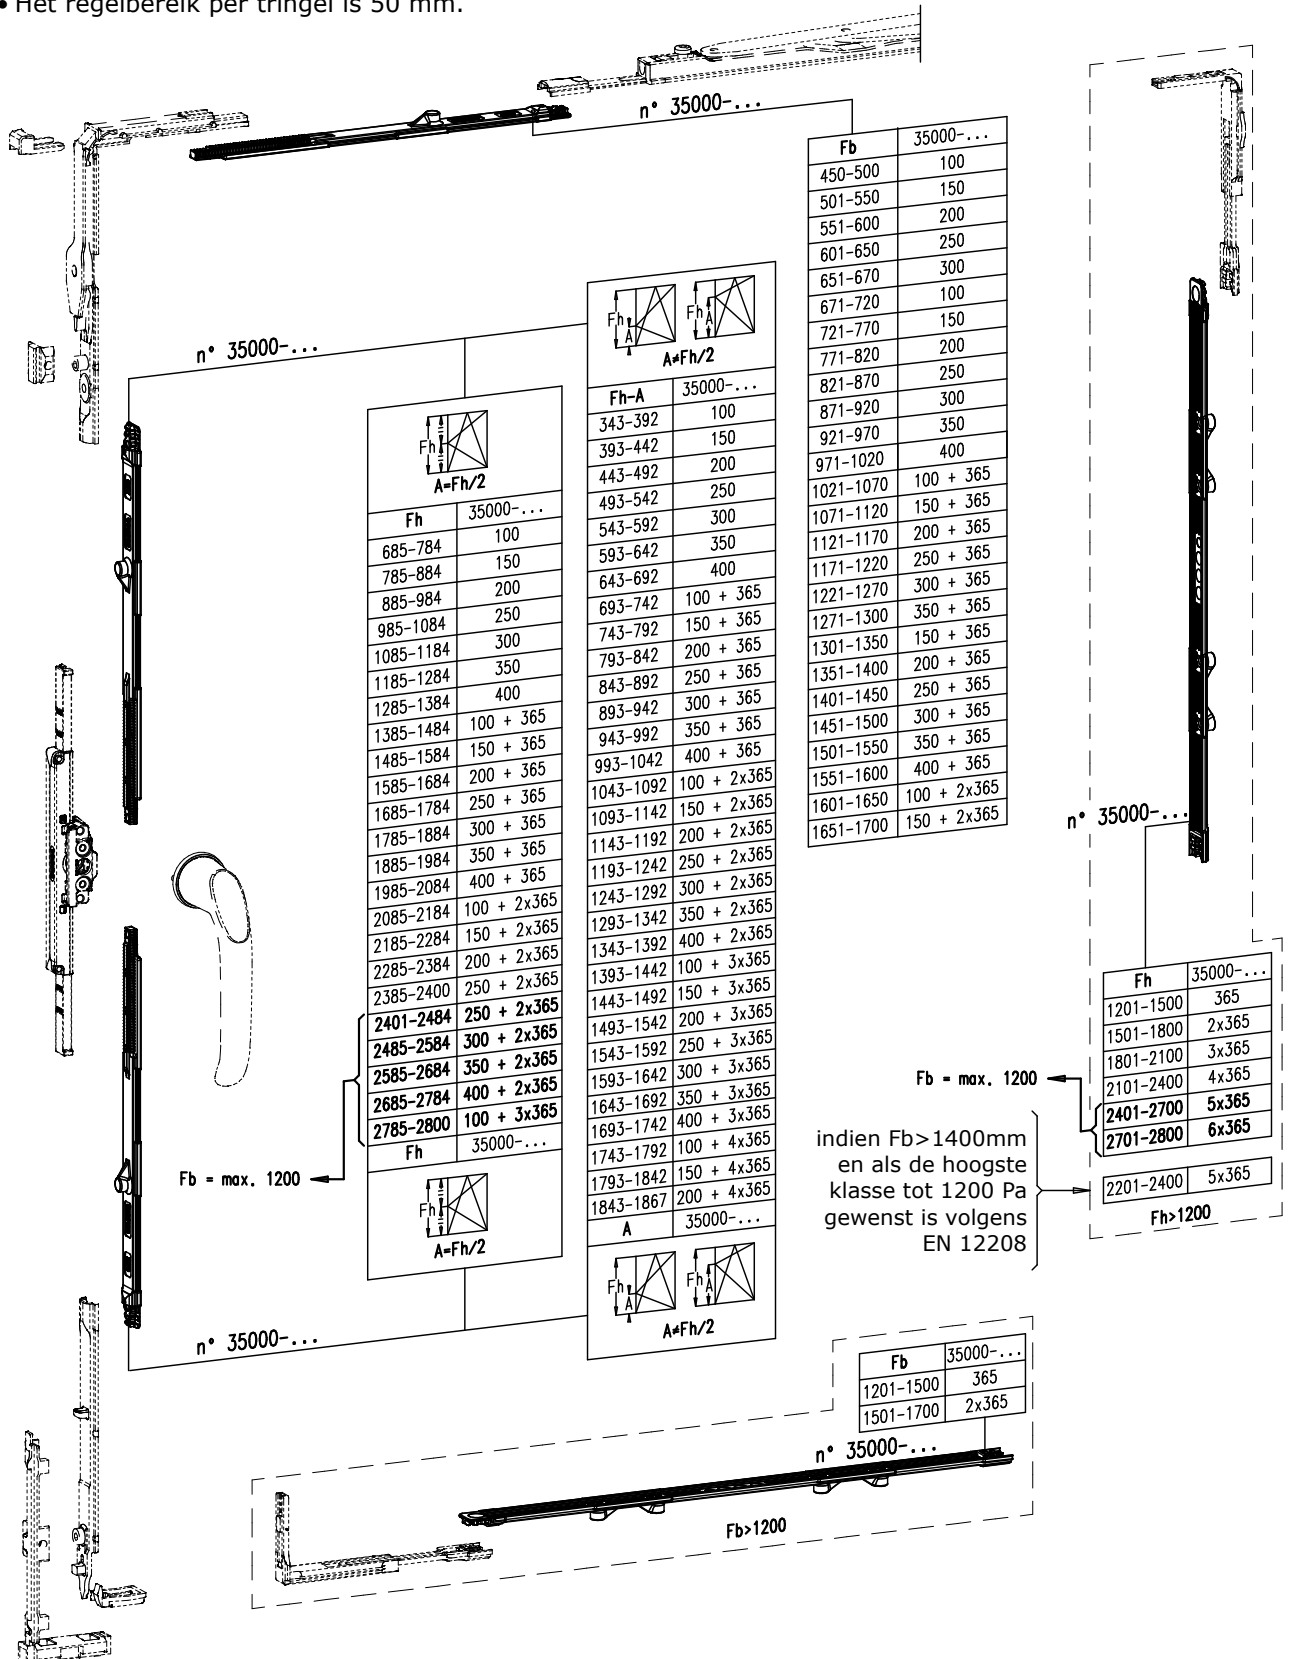 • Het regelbereik per tringel is 50 mm.
n° 35000-...
Fb 35000-...
450-500 100
501-550 150
551-600 200
601-650 250
651-670 300
671-720 100
721-770 150
771-820 200
821-870 250
871-920 300
921-970 350
971-1020 400
1021-1070 100 + 365
1071-1120 150 + 365
1121-1170 200 + 365
1171-1220 250 + 365
1221-1270 300 + 365
1271-1300 350 + 365
1301-1350 150 + 365
1351-1400 200 + 365
1401-1450 250 + 365
1451-1500 300 + 365
1501-1550 350 + 365
1551-1600 400 + 365
1601-1650 100 + 2x365
1651-1700 150 + 2x365
n° 35000-...
Fh
A=Fh/2
Fh 35000-...
685-784 100
785-884 150
885-984 200
985-1084 250
1085-1184 300
1185-1284 350
1285-1384 400
1385-1484 100 + 365
1485-1584 150 + 365
1585-1684 200 + 365
1685-1784 250 + 365
1785-1884 300 + 365
1885-1984 350 + 365
1985-2084 400 + 365
2085-2184 100 + 2x365
2185-2284 150 + 2x365
2285-2384 200 + 2x365
2385-2400 250 + 2x365
2401-2484 250 + 2x365
2485-2584 300 + 2x365
2585-2684 350 + 2x365
2685-2784 400 + 2x365
2785-2800 100 + 3x365
Fh 35000-...
Fb = max. 1200
Fh
A=Fh/2
n° 35000-...
Fh A Fh A
A≠Fh/2
Fh-A 35000-...
343-392 100
393-442 150
443-492 200
493-542 250
543-592 300
593-642 350
643-692 400
693-742 100 + 365
743-792 150 + 365
793-842 200 + 365
843-892 250 + 365
893-942 300 + 365
943-992 350 + 365
993-1042 400 + 365
1043-1092 100 + 2x365
1093-1142 150 + 2x365
1143-1192 200 + 2x365
1193-1242 250 + 2x365
1243-1292 300 + 2x365
1293-1342 350 + 2x365
1343-1392 400 + 2x365
1393-1442 100 + 3x365
1443-1492 150 + 3x365
1493-1542 200 + 3x365
1543-1592 250 + 3x365
1593-1642 300 + 3x365
1643-1692 350 + 3x365
1693-1742 400 + 3x365
1743-1792 100 + 4x365
1793-1842 150 + 4x365
1843-1867 200 + 4x365
A 35000-...
Fh A Fh A
A≠Fh/2
n° 35000-...
Fh 35000-...
1201-1500 365
1501-1800 2x365
1801-2100 3x365
2101-2400 4x365
2401-2700 5x365
2701-2800 6x365
Fb = max. 1200
2201-2400 5x365
Fh>1200
indien Fb>1400mm
en als de hoogste
klasse tot 1200 Pa
gewenst is volgens
EN 12208
Fb 35000-...
1201-1500 365
1501-1700 2x365
n° 35000-...
Fb>1200